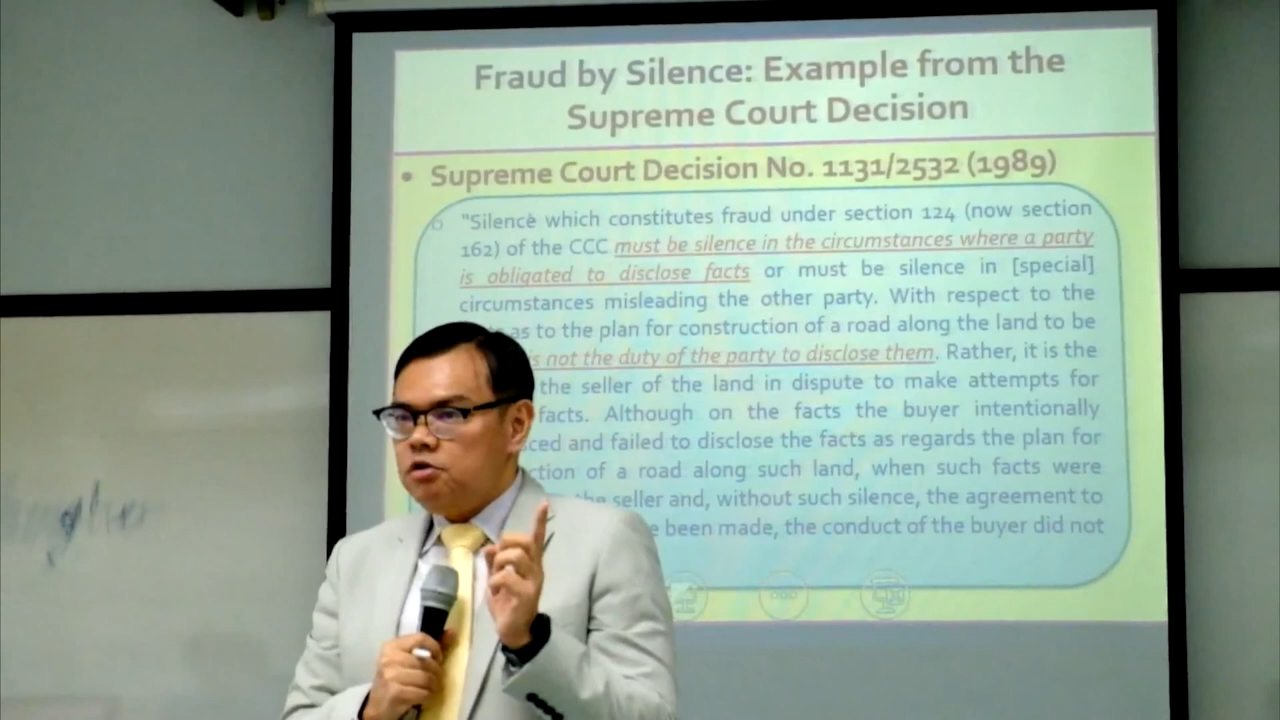 Fraud by Silence: Example from the
Supreme Court Decision
• Supreme Court Decision No. 1131/2532 (1989)
"Silence which constitutes fraud under section 124 (now section
162) of the CCC must be silence in the circumstances where a party
is obligated to disclose facts or must be silence in [special]
circumstances misleading the other party. With respect to the
as to the plan for construction of a road along the land to be
not the duty of the party to disclose them. Rather, it is the
the seller of the land in dispute to make attempts for
facts. Although on the facts the buyer intentionally
and failed to disclose the facts as regards the plan for
of a road along such land, when such facts were
the seller and, without such silence, the agreement to
been made, the conduct of the buyer did not